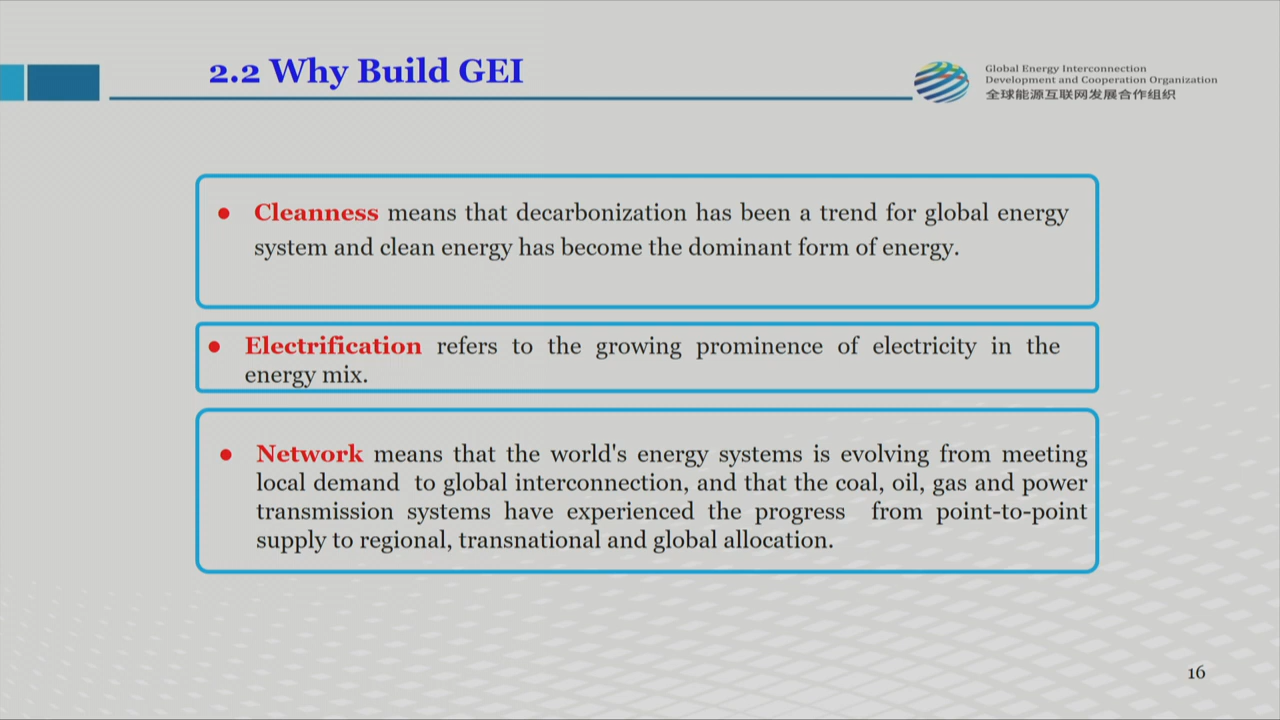 2.2 Why Build GEI
Global Energy Interconnection
Development and Cooperation Organization
全球能源互联网发展合作组织
● Cleanness means that decarbonization has been a trend for global energy
system and clean energy has become the dominant form of energy.
● Electrification refers to the growing prominence of electricity in the
energy mix.
● Network means that the world's energy systems is evolving from meeting
local demand to global interconnection, and that the coal, oil, gas and power
transmission systems have experienced the progress from point-to-point
supply to regional, transnational and global allocation.
16